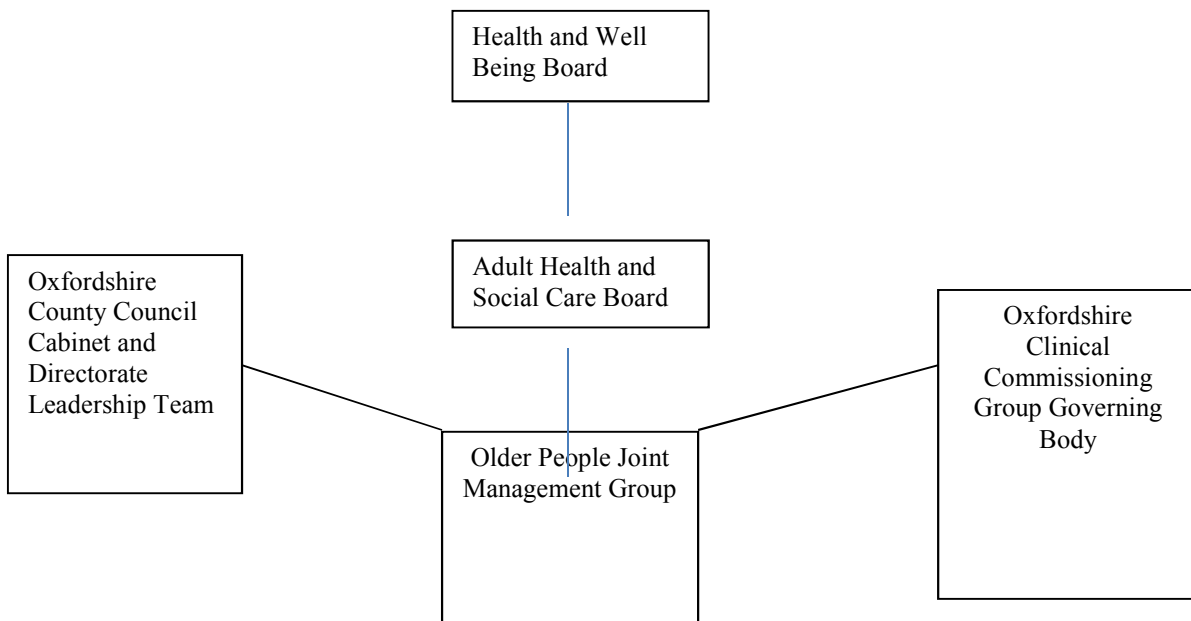 Health and Well
Being Board
Adult Health and
Social Care Board
Oxfordshire
County Council
Cabinet and
Directorate
Leadership Team
Oxfordshire
Clinical
Commissioning
Group Governing
Body
Older People Joint
Management Group